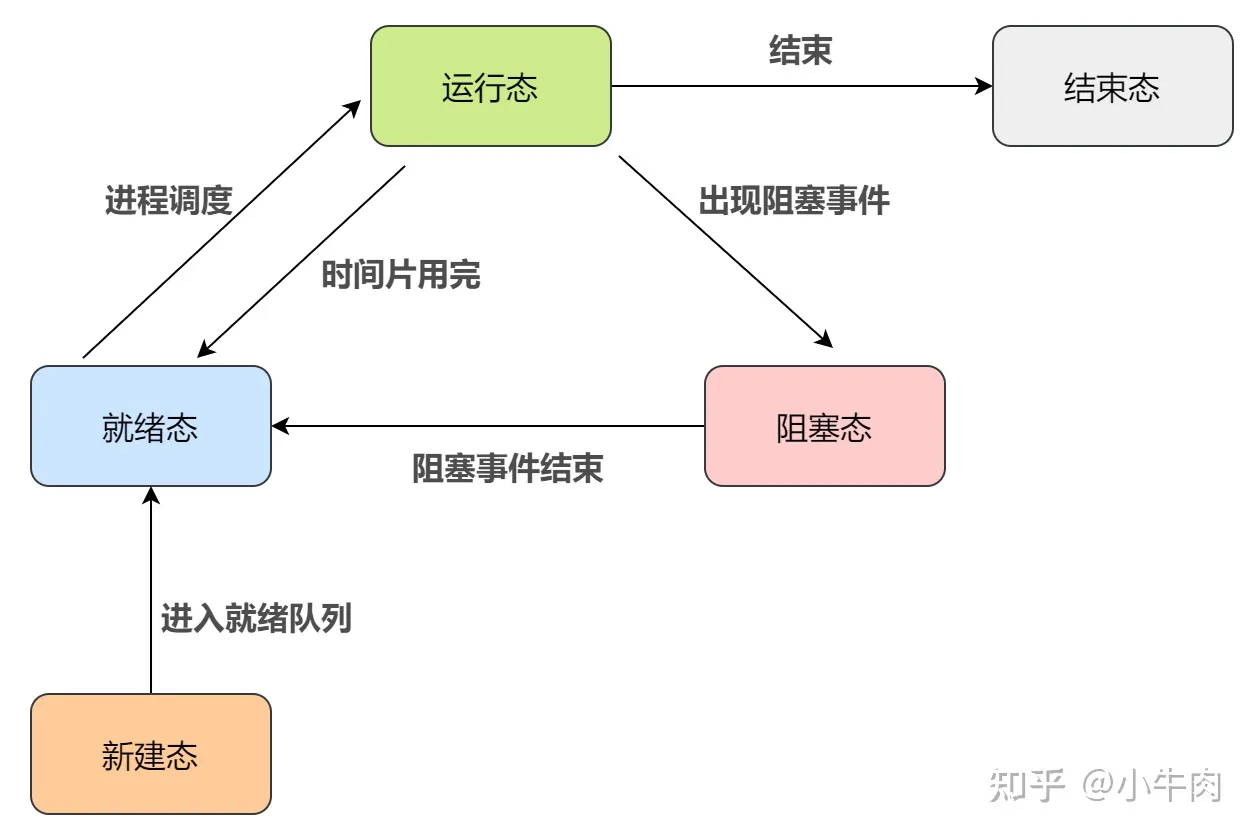 结束
运行态
结束态
进程调度
出现阻塞事件
时间片用完
就绪态
阻塞态
阻塞事件结束
进入就绪队列
新建态
知乎 @小牛肉